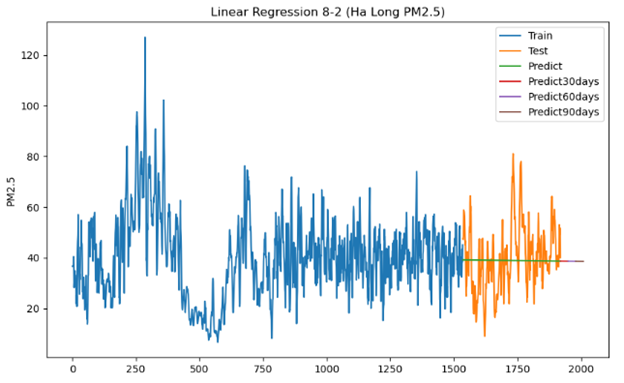 Linear Regression 8-2 (Ha Long PM2.5)
Train
Test
Predict
Predict30days
Predict60days
Predict90days
PM2.5
120
100
80
60
40
20
0 250 500 750 1000 1250 1500 1750 2000